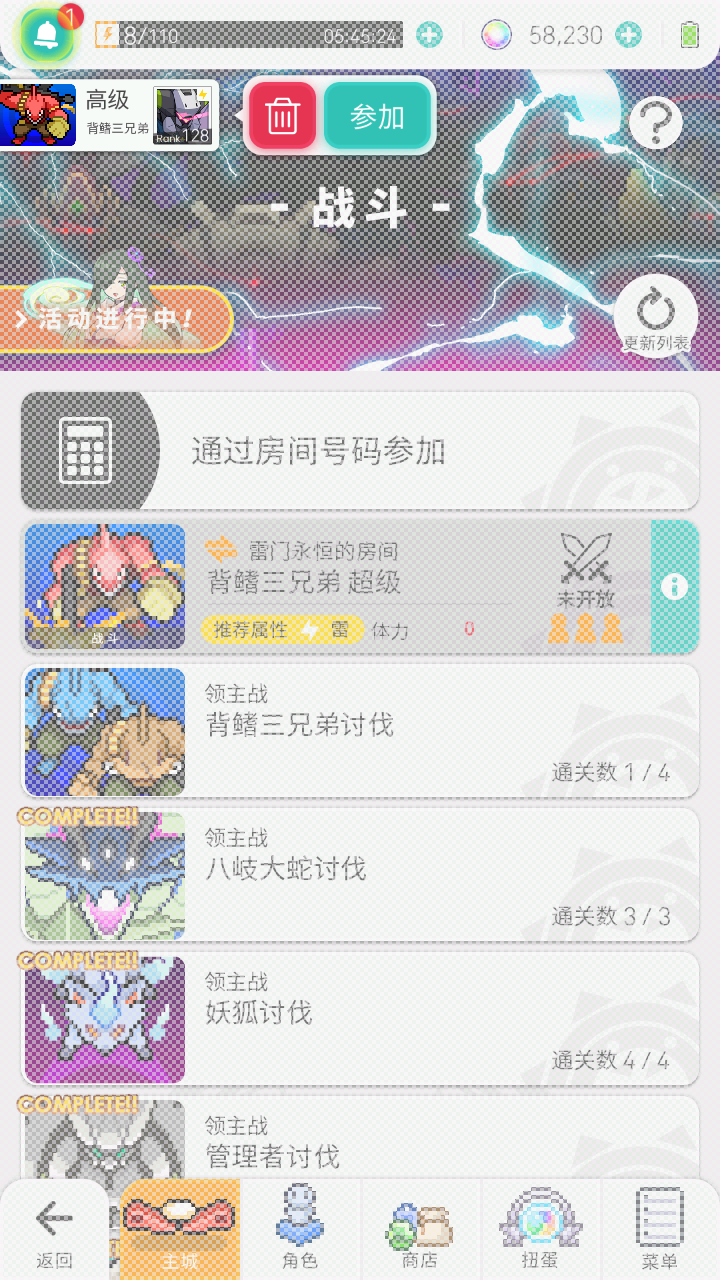 1
8/110
05:45:24
58,230
高级
背鳍三兄弟
Rank 128
参加
?
- 战斗 -
> 活动进行中!
更新列表
通过房间号码参加
雷门永恒的房间
背鳍三兄弟 超级
推荐属性 雷
体力 0
未开放
战斗
领主战
背鳍三兄弟讨伐
通关数 1 / 4
COMPLETE!!
领主战
八岐大蛇讨伐
通关数 3 / 3
COMPLETE!!
领主战
妖狐讨伐
通关数 4 / 4
COMPLETE!!
领主战
管理者讨伐
返回
主城
角色
商店
扭蛋
菜单